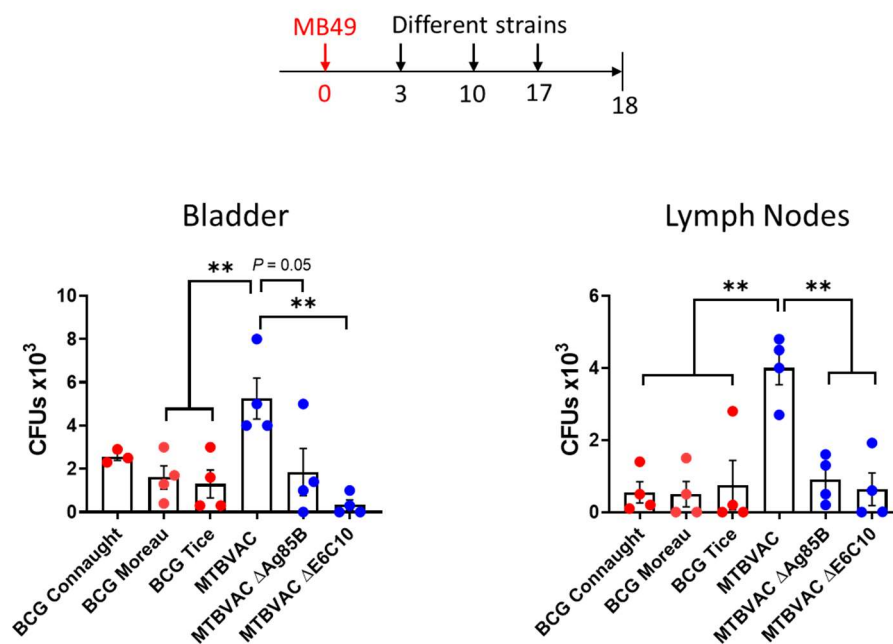 MB49 Different strains
0 3 10 17 18
Bladder
** P = 0.05
**
10
8
6
4
2
0
CFUs x10³
BCG Connaught
BCG Moreau
BCG Tice
MTBVAC
MTBVAC ΔAg85B
MTBVAC ΔE6C10
Lymph Nodes
** **
6
4
2
0
CFUs x10³
BCG Connaught
BCG Moreau
BCG Tice
MTBVAC
MTBVAC ΔAg85B
MTBVAC ΔE6C10